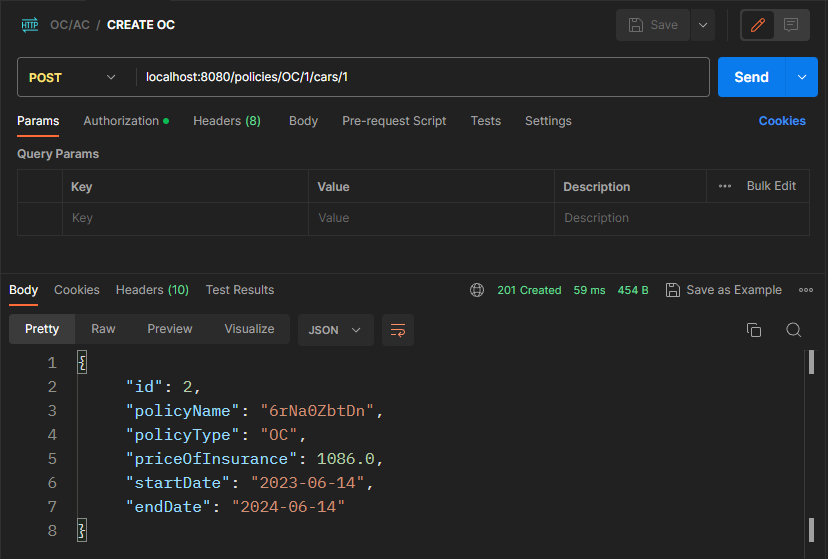 HTTP OC/AC / CREATE OC Save
POST localhost:8080/policies/OC/1/cars/1 Send
Params Authorization Headers (8) Body Pre-request Script Tests Settings Cookies
Query Params
Key Value Description ••• Bulk Edit
Key Value Description
Body Cookies Headers (10) Test Results 201 Created 59 ms 454 B Save as Example
Pretty Raw Preview Visualize JSON
1 {
2 "id": 2,
3 "policyName": "6rNa0ZbtDn",
4 "policyType": "OC",
5 "priceOfInsurance": 1086.0,
6 "startDate": "2023-06-14",
7 "endDate": "2024-06-14"
8 }